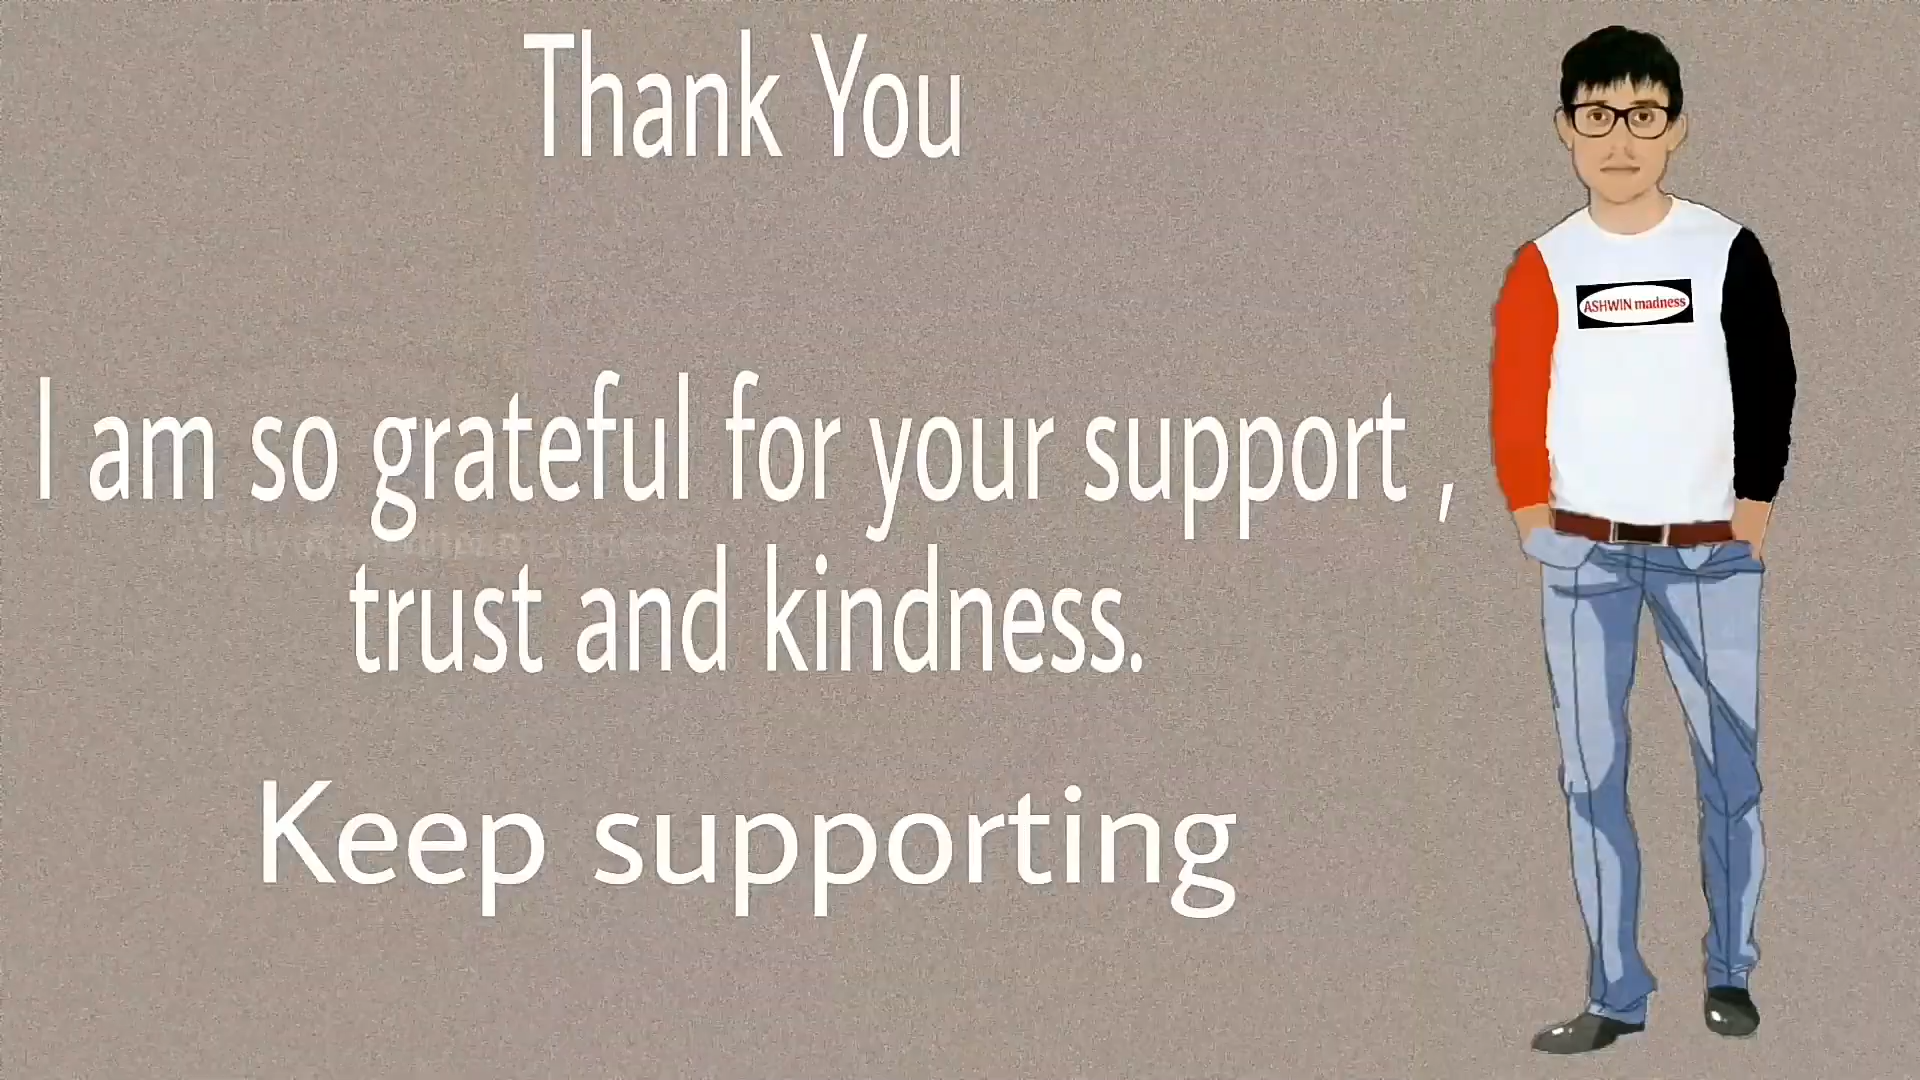 Thank You
ASHWIN madness
I am so grateful for your support ,
trust and kindness.
Keep supporting